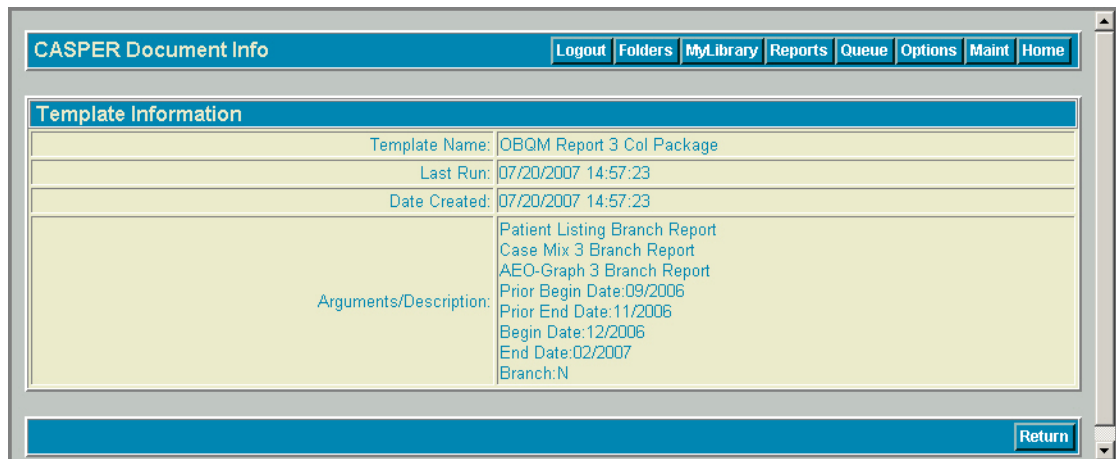 CASPER Document Info
Logout Folders MyLibrary Reports Queue Options Maint Home
Template Information
Template Name: OBQM Report 3 Col Package
Last Run: 07/20/2007 14:57:23
Date Created: 07/20/2007 14:57:23
Arguments/Description:
Patient Listing Branch Report
Case Mix 3 Branch Report
AEO-Graph 3 Branch Report
Prior Begin Date:09/2006
Prior End Date:11/2006
Begin Date:12/2006
End Date:02/2007
Branch:N
Return